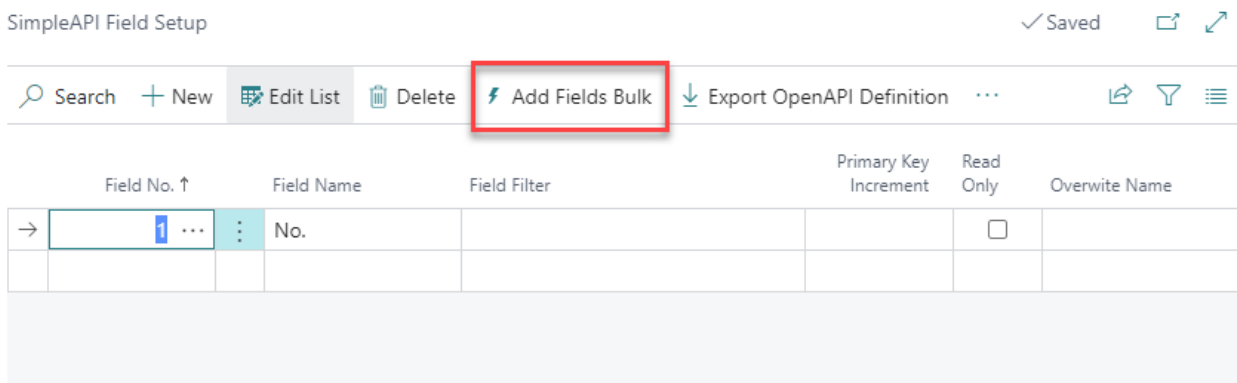 SimpleAPI Field Setup
Saved
Search New Edit List Delete Add Fields Bulk Export OpenAPI Definition ...
Field No. ↑ Field Name Field Filter Primary Key Increment Read Only Overwite Name
1 ... No.